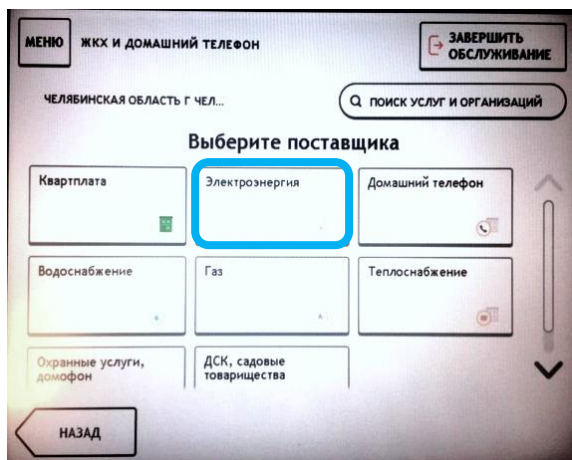 МЕНЮ
ЖКХ И ДОМАШНИЙ ТЕЛЕФОН
ЗАВЕРШИТЬ
ОБСЛУЖИВАНИЕ
ЧЕЛЯБИНСКАЯ ОБЛАСТЬ Г ЧЕЛ...
ПОИСК УСЛУГ И ОРГАНИЗАЦИЙ
Выберите поставщика
Квартплата
Электроэнергия
Домашний телефон
Водоснабжение
Газ
Теплоснабжение
Охранные услуги,
домофон
ДСК, садовые
товарищества
НАЗАД